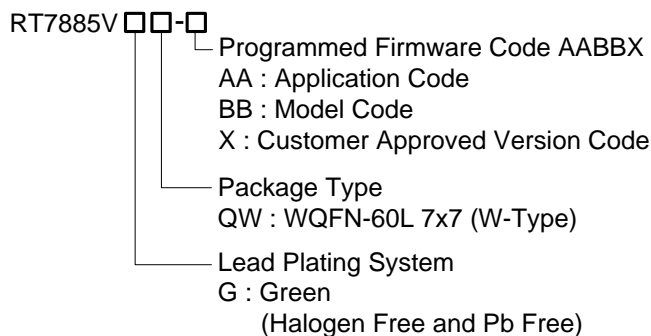 RT7885V□□-□
Programmed Firmware Code AABBX
AA : Application Code
BB : Model Code
X : Customer Approved Version Code
Package Type
QW : WQFN-60L 7x7 (W-Type)
Lead Plating System
G : Green
(Halogen Free and Pb Free)